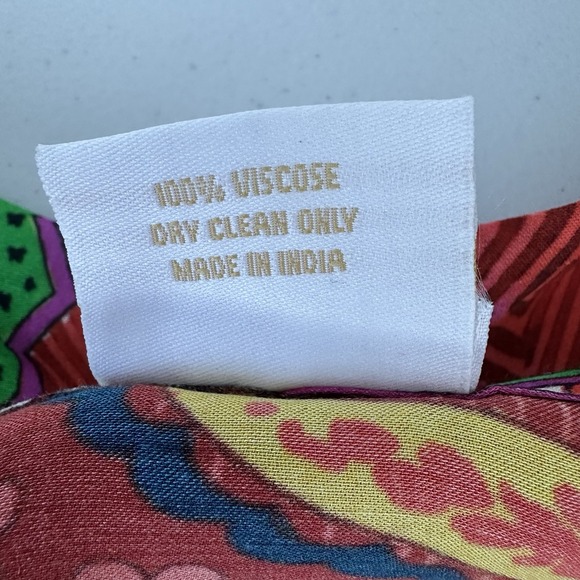 100% VISCOSE
DRY CLEAN ONLY
MADE IN INDIA